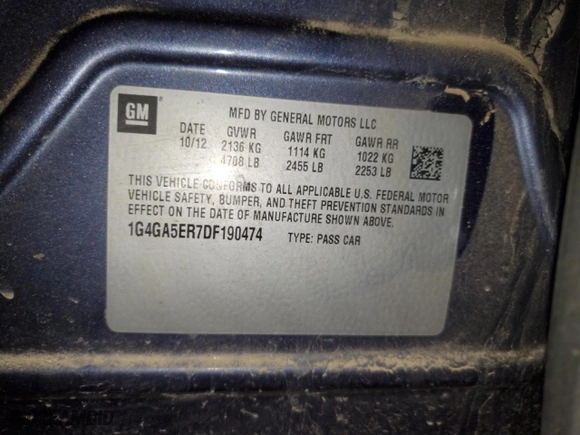 GM
MFD BY GENERAL MOTORS LLC
DATE GVWR GAWR FRT GAWR RR
10/12 2136 KG 1114 KG 1022 KG
4708 LB 2455 LB 2253 LB
THIS VEHICLE CONFORMS TO ALL APPLICABLE U.S. FEDERAL MOTOR
VEHICLE SAFETY, BUMPER, AND THEFT PREVENTION STANDARDS IN
EFFECT ON THE DATE OF MANUFACTURE SHOWN ABOVE.
1G4GA5ER7DF190474 TYPE: PASS CAR